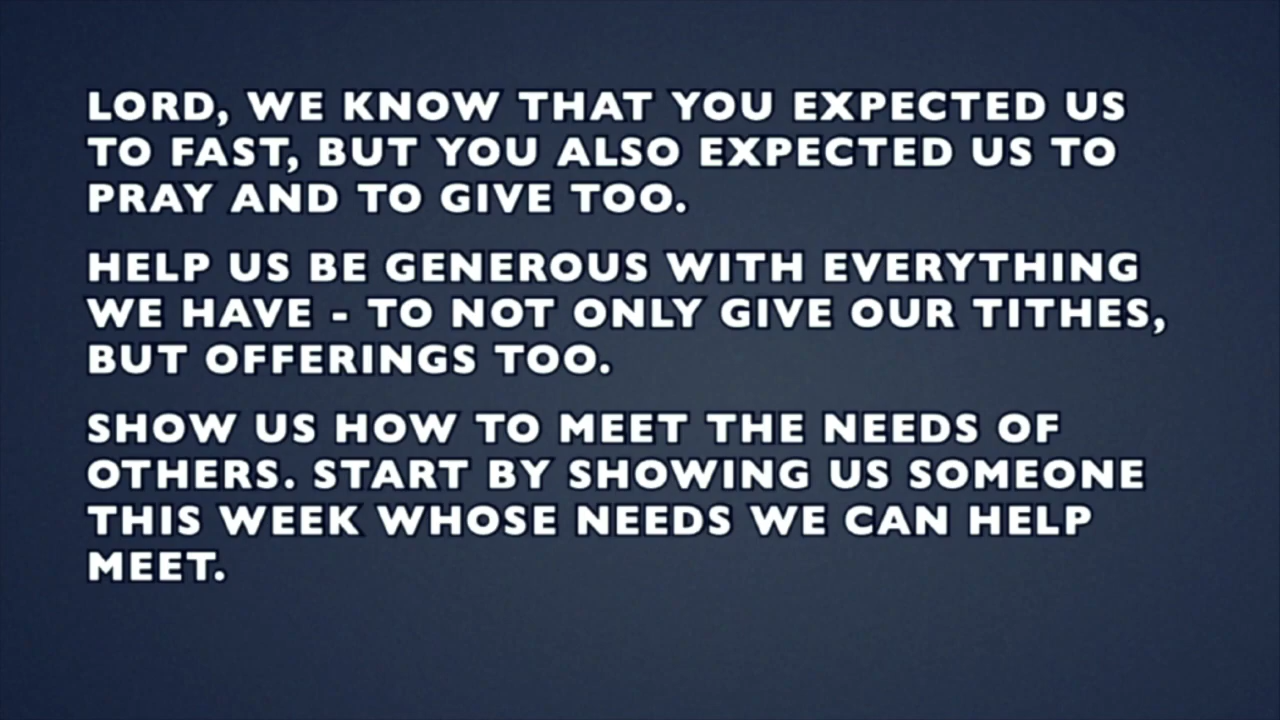 LORD, WE KNOW THAT YOU EXPECTED US
TO FAST, BUT YOU ALSO EXPECTED US TO
PRAY AND TO GIVE TOO.
HELP US BE GENEROUS WITH EVERYTHING
WE HAVE - TO NOT ONLY GIVE OUR TITHES,
BUT OFFERINGS TOO.
SHOW US HOW TO MEET THE NEEDS OF
OTHERS. START BY SHOWING US SOMEONE
THIS WEEK WHOSE NEEDS WE CAN HELP
MEET.